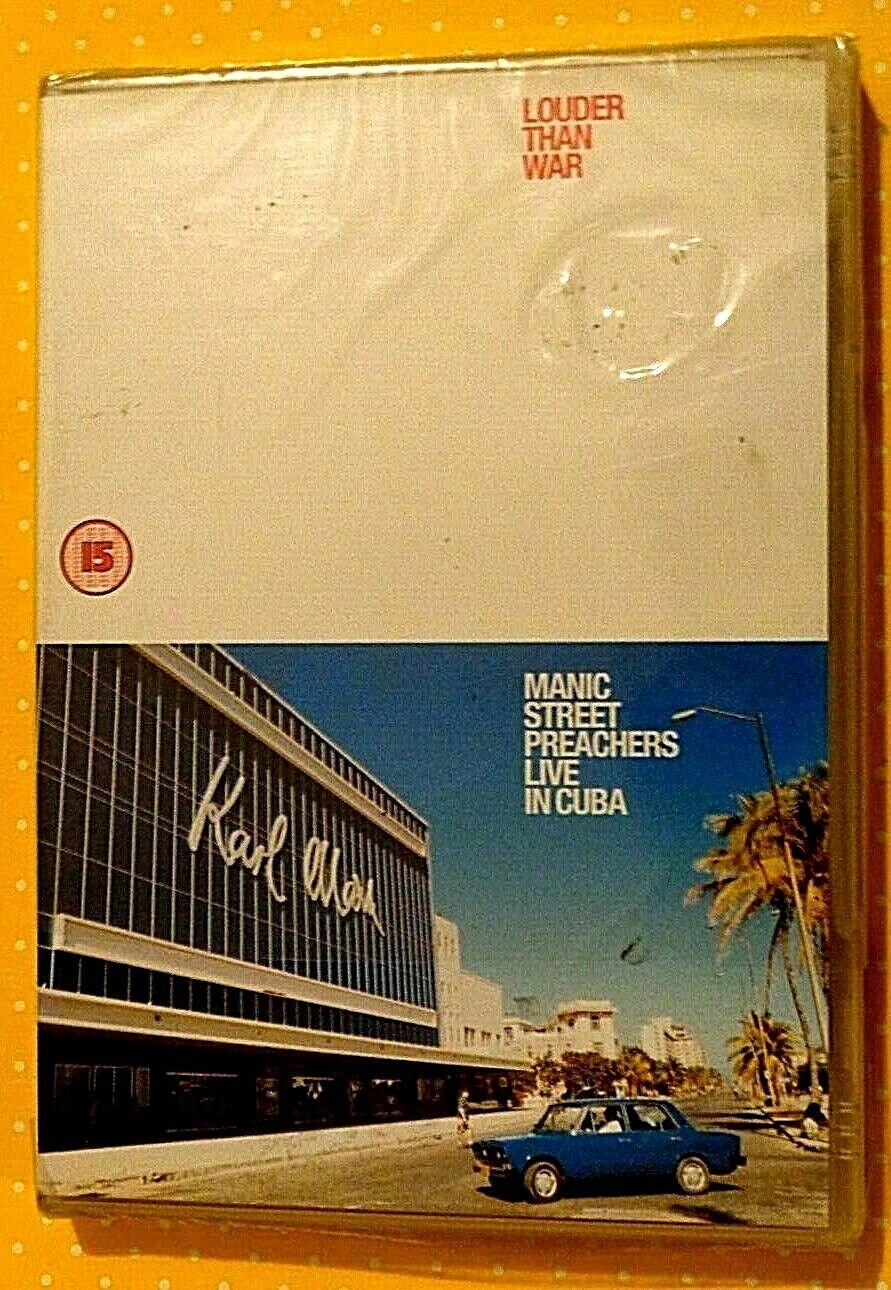 LOUDER
THAN
WAR
15
MANIC
STREET
PREACHERS
LIVE
IN CUBA
Karl Marx